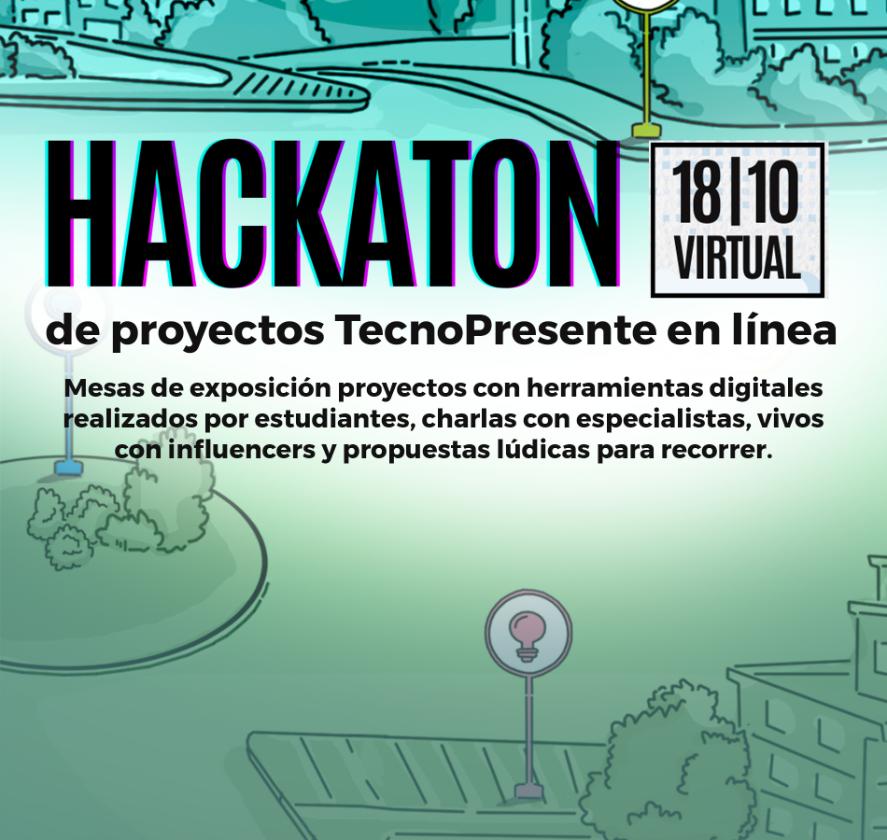 HACKATON
18|10
VIRTUAL
de proyectos TecnoPresente en línea
Mesas de exposición proyectos con herramientas digitales
realizados por estudiantes, charlas con especialistas, vivos
con influencers y propuestas lúdicas para recorrer.